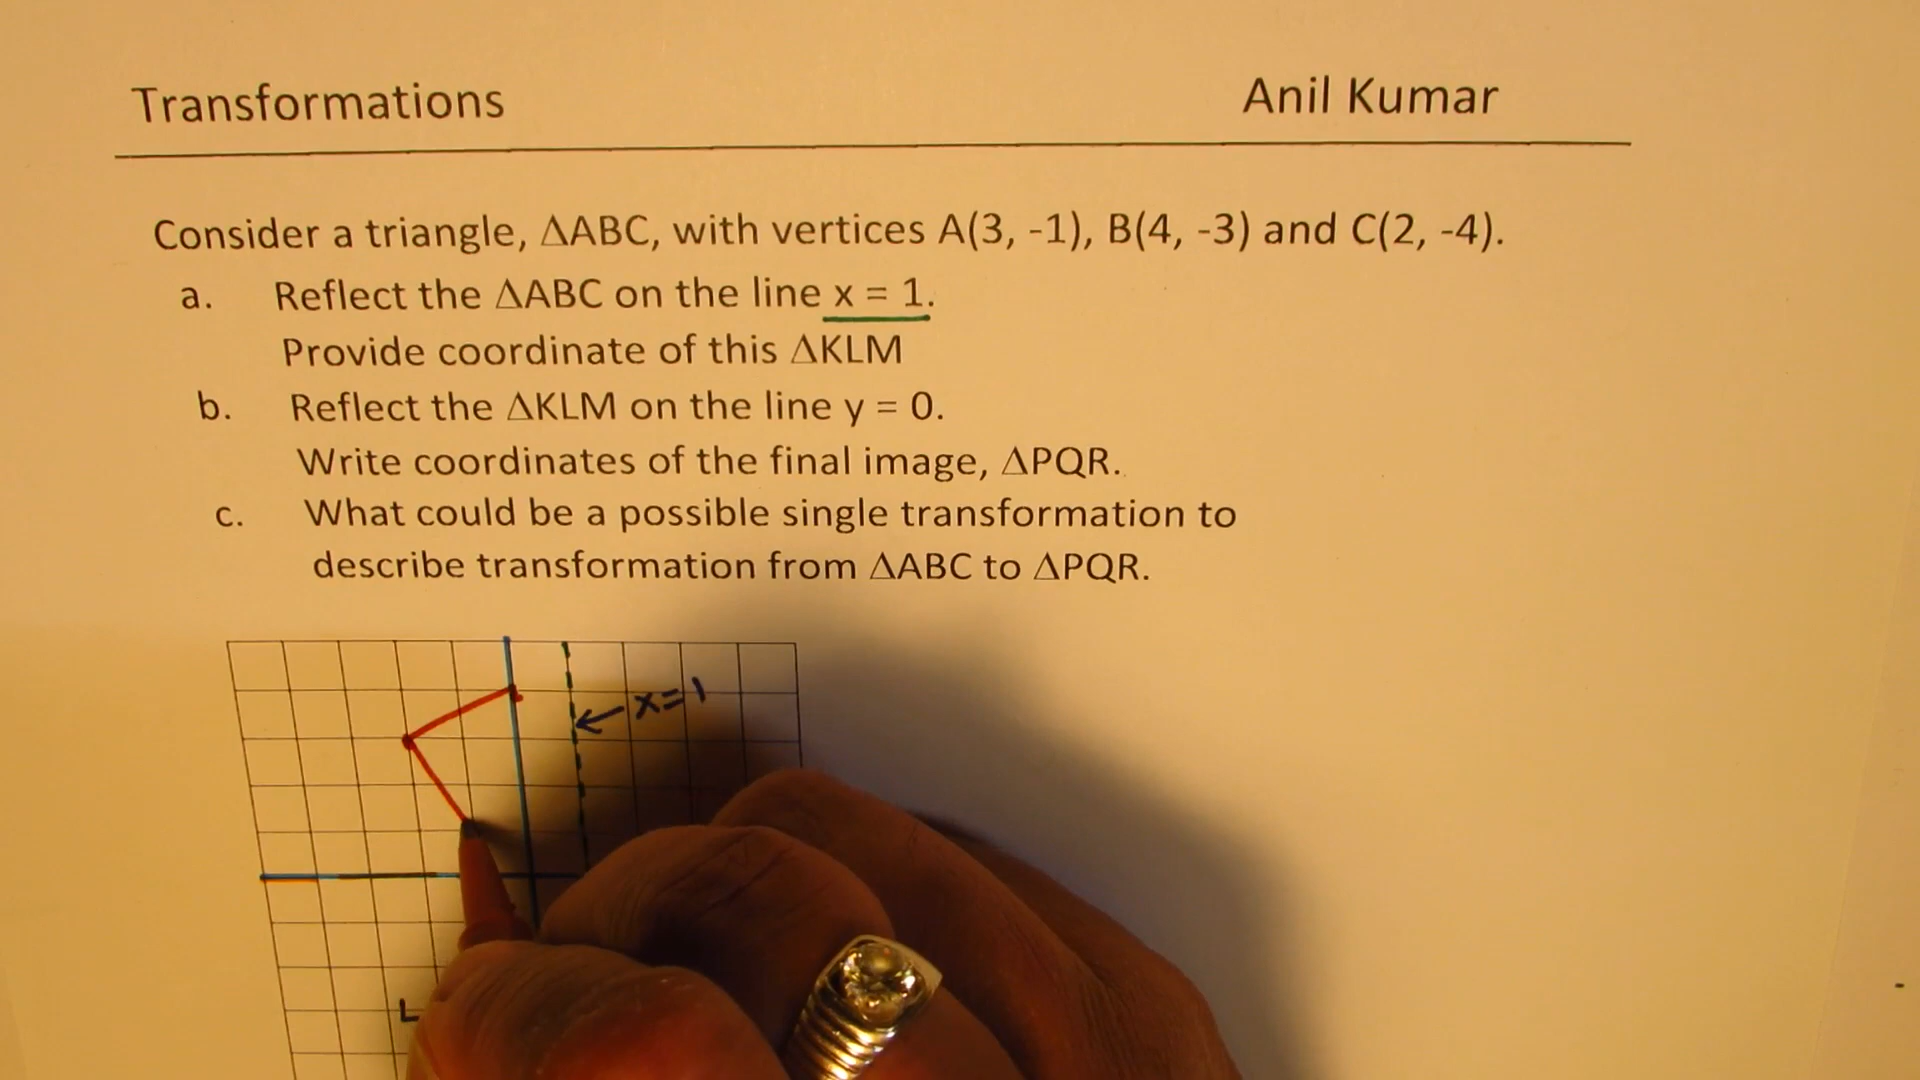 Transformations Anil Kumar
Consider a triangle, ΔABC, with vertices A(3, -1), B(4, -3) and C(2, -4).
a. Reflect the ΔABC on the line x = 1.
Provide coordinate of this ΔKLM
b. Reflect the ΔKLM on the line y = 0.
Write coordinates of the final image, ΔPQR.
c. What could be a possible single transformation to
describe transformation from ΔABC to ΔPQR.
x=1
L